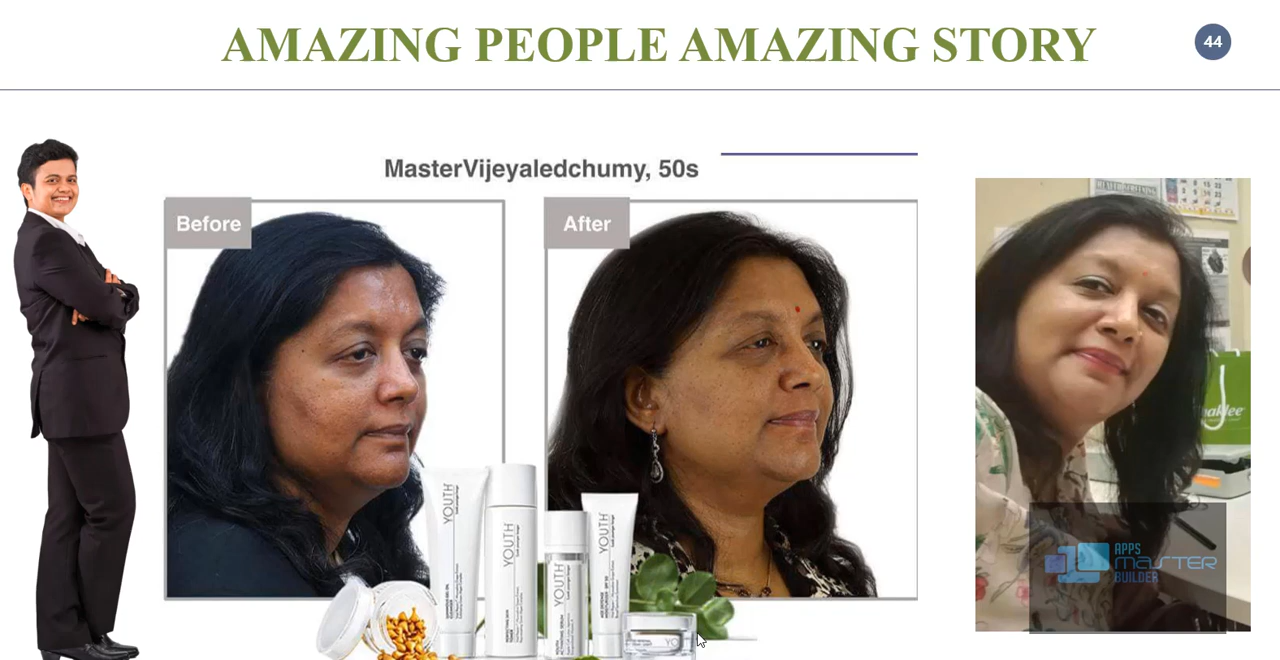 AMAZING PEOPLE AMAZING STORY
44
MasterVijeyaledchumy, 50s
Before
After
YOUTH
YOUTH
YOUTH
YOUTH
APPS
MASTER
BUILDER